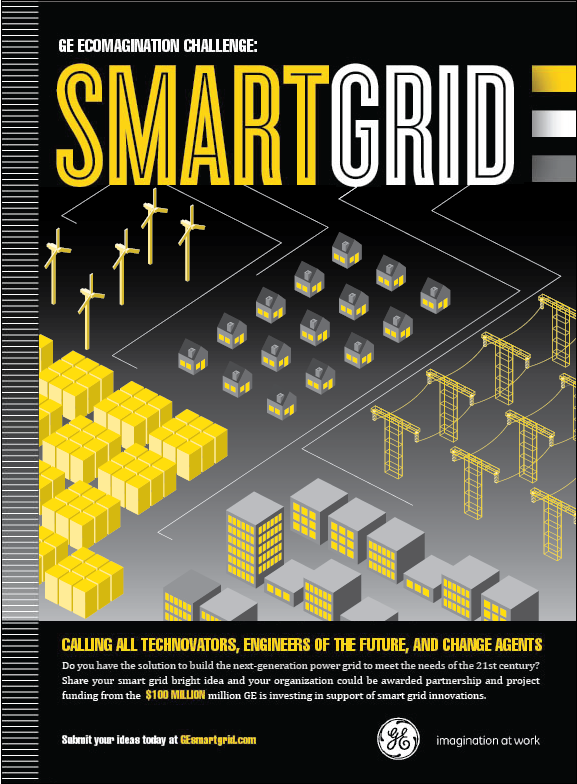 GE ECOMAGINATION CHALLENGE:
SMARTGRID
CALLING ALL TECHNOVATORS, ENGINEERS OF THE FUTURE, AND CHANGE AGENTS
Do you have the solution to build the next-generation power grid to meet the needs of the 21st century?
Share your smart grid bright idea and your organization could be awarded partnership and project
funding from the $100 MILLION million GE is investing in support of smart grid innovations.
Submit your ideas today at GEsmartgrid.com
GE
imagination at work